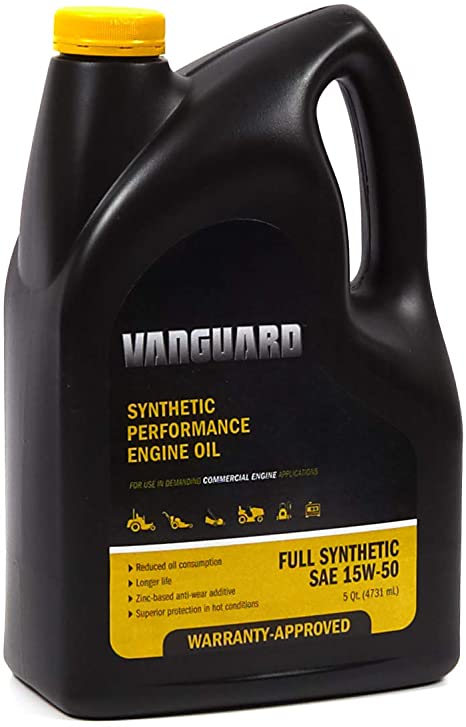 VANGUARD
SYNTHETIC
PERFORMANCE
ENGINE OIL
FOR USE IN DEMANDING COMMERCIAL ENGINE APPLICATIONS
Reduced oil consumption
Longer life
Zinc-based anti-wear additive
Superior protection in hot conditions
FULL SYNTHETIC
SAE 15W-50
5 Qt. (4731 mL)
WARRANTY-APPROVED